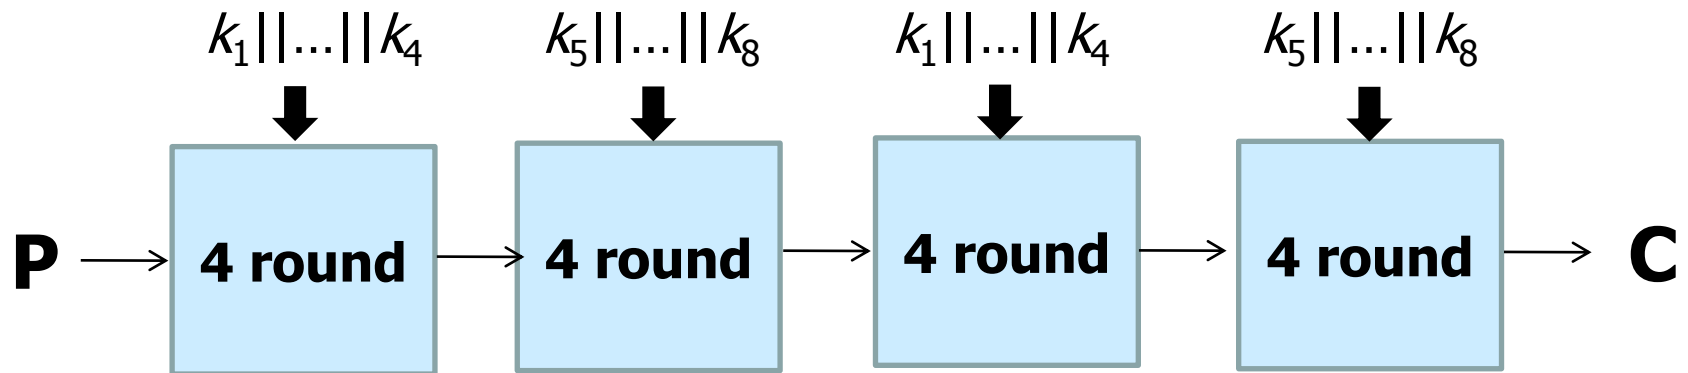 k₁||...||k₄ k₅||...||k₈ k₁||...||k₄ k₅||...||k₈
P 4 round 4 round 4 round 4 round C